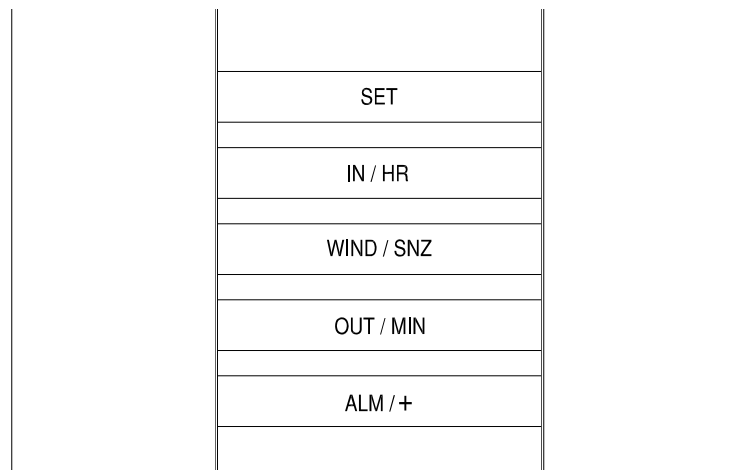 SET
IN / HR
WIND / SNZ
OUT / MIN
ALM / +